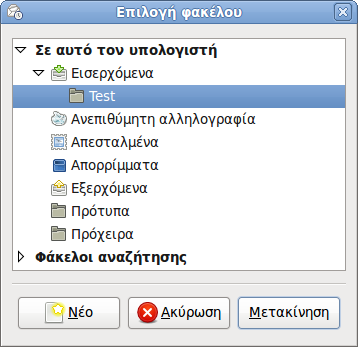 Επιλογή φακέλου
Σε αυτό τον υπολογιστή
Εισερχόμενα
Test
Ανεπιθύμητη αλληλογραφία
Απεσταλμένα
Απορρίμματα
Εξερχόμενα
Πρότυπα
Πρόχειρα
Φάκελοι αναζήτησης
Νέο
Ακύρωση
Μετακίνηση